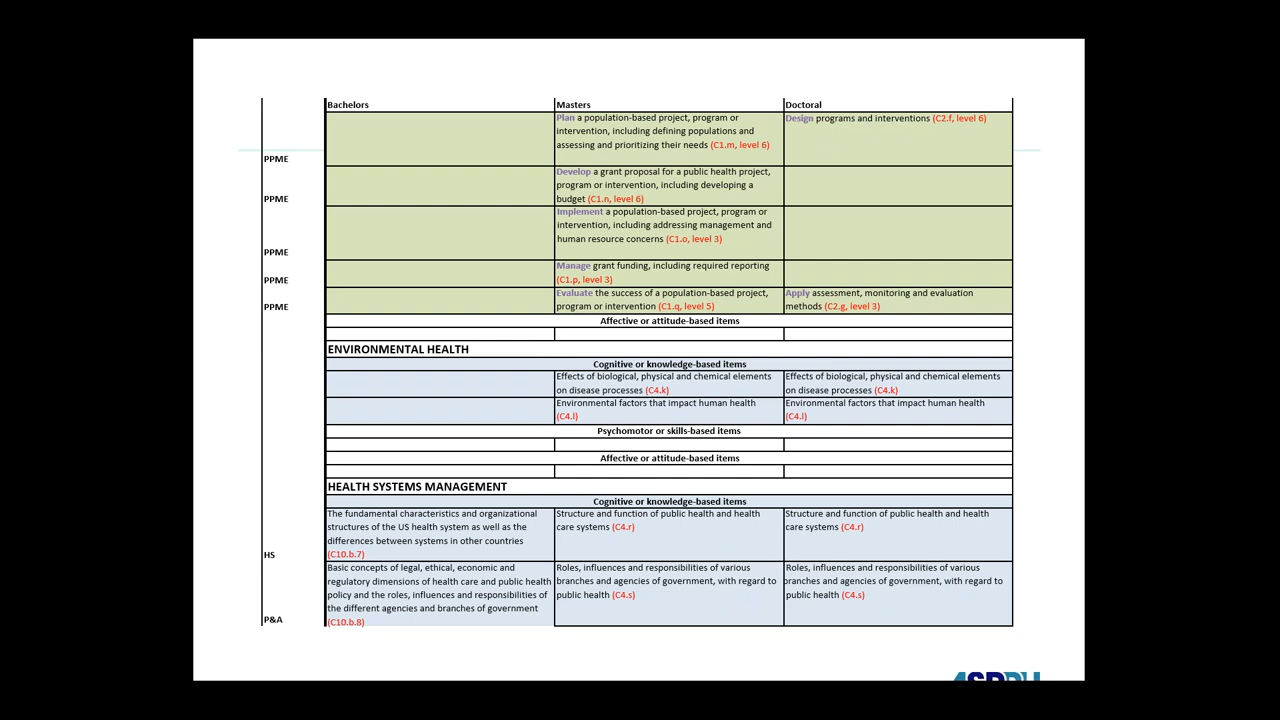 Bachelors
Masters
Doctoral
PPME
Plan a population-based project, program or
intervention, including defining populations and
assessing and prioritizing their needs (C1.m, level 6)
Design programs and interventions (C2.f, level 6)
PPME
Develop a grant proposal for a public health project,
program or intervention, including developing a
budget (C1.n, level 6)
PPME
Implement a population-based project, program or
intervention, including addressing management and
human resource concerns (C1.o, level 3)
PPME
Manage grant funding, including required reporting
(C1.p, level 3)
PPME
Evaluate the success of a population-based project,
program or intervention (C1.q, level 5)
Apply assessment, monitoring and evaluation
methods (C2.g, level 3)
Affective or attitude-based items
ENVIRONMENTAL HEALTH
Cognitive or knowledge-based items
Effects of biological, physical and chemical elements
on disease processes (C4.k)
Effects of biological, physical and chemical elements
on disease processes (C4.k)
Environmental factors that impact human health
(C4.l)
Environmental factors that impact human health
(C4.l)
Psychomotor or skills-based items
Affective or attitude-based items
HEALTH SYSTEMS MANAGEMENT
Cognitive or knowledge-based items
HS
The fundamental characteristics and organizational
structures of the US health system as well as the
differences between systems in other countries
(C10.b.7)
Structure and function of public health and health
care systems (C4.r)
Structure and function of public health and health
care systems (C4.r)
P&A
Basic concepts of legal, ethical, economic and
regulatory dimensions of health care and public health
policy and the roles, influences and responsibilities of
the different agencies and branches of government
(C10.b.8)
Roles, influences and responsibilities of various
branches and agencies of government, with regard to
public health (C4.s)
Roles, influences and responsibilities of various
branches and agencies of government, with regard to
public health (C4.s)